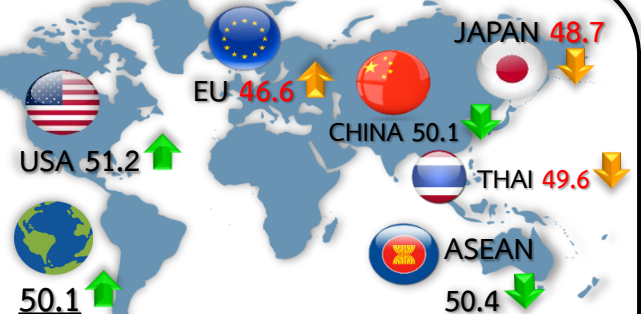 JAPAN 48.7
EU 46.6
CHINA 50.1
USA 51.2
THAI 49.6
ASEAN
50.4
50.1